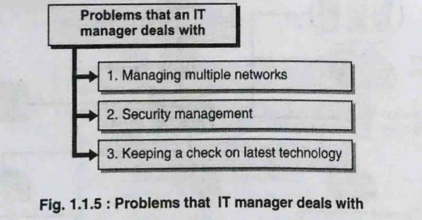 Problems that an IT
manager deals with
1. Managing multiple networks
2. Security management
3. Keeping a check on latest technology
Fig. 1.1.5 : Problems that IT manager deals with